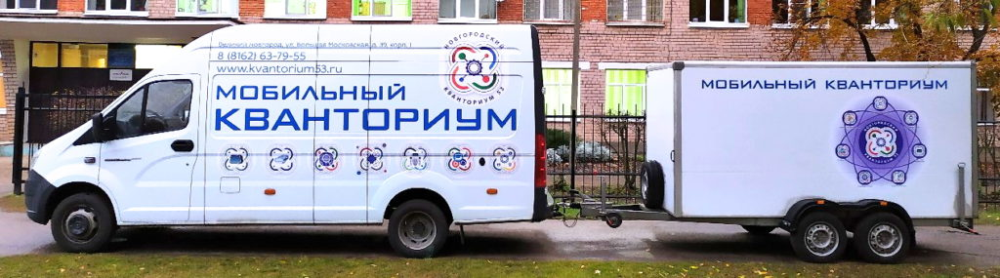 Великий Новгород, ул. Большая Московская, д. 39, корп. 1
8 (8162) 63-79-55
www.kvantorium53.ru
МОБИЛЬНЫЙ
КВАНТОРИУМ
НОВГОРОДСКИЙ
КВАНТОРИУМ 53
МОБИЛЬНЫЙ КВАНТОРИУМ
НОВГОРОДСКИЙ